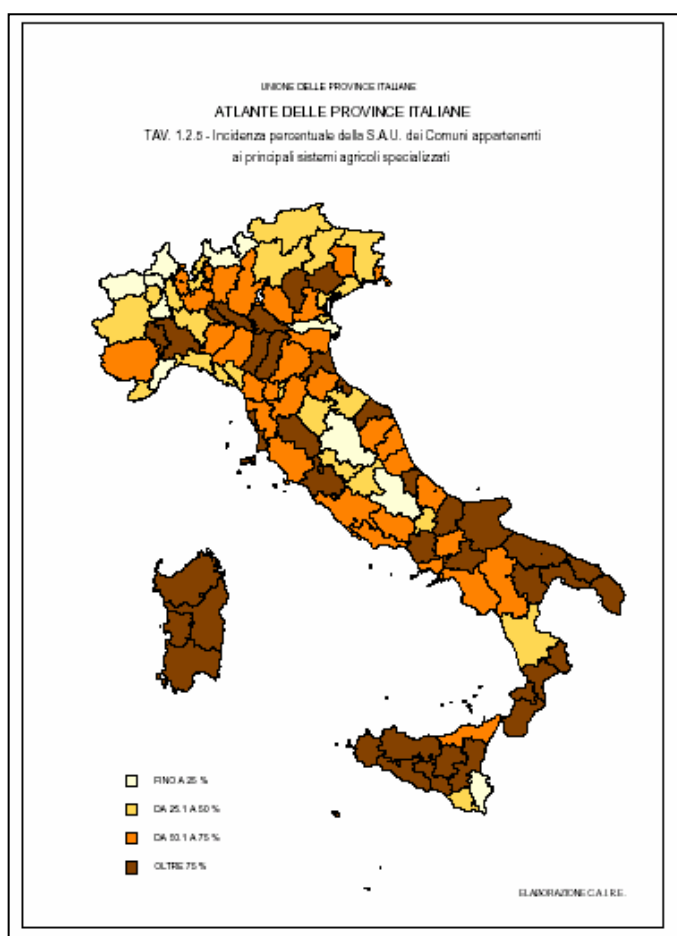 UNIONE DELLE PROVINCE ITALIANE
ATLANTE DELLE PROVINCE ITALIANE
TAV. 1.2.5 - Incidenza percentuale della S.A.U. dei Comuni appartenenti
ai principali sistemi agricoli specializzati
FINO A 25 %
DA 25.1 A 50 %
DA 50.1 A 75 %
OLTRE 75 %
ELABORAZIONE C.A.I.R.E.